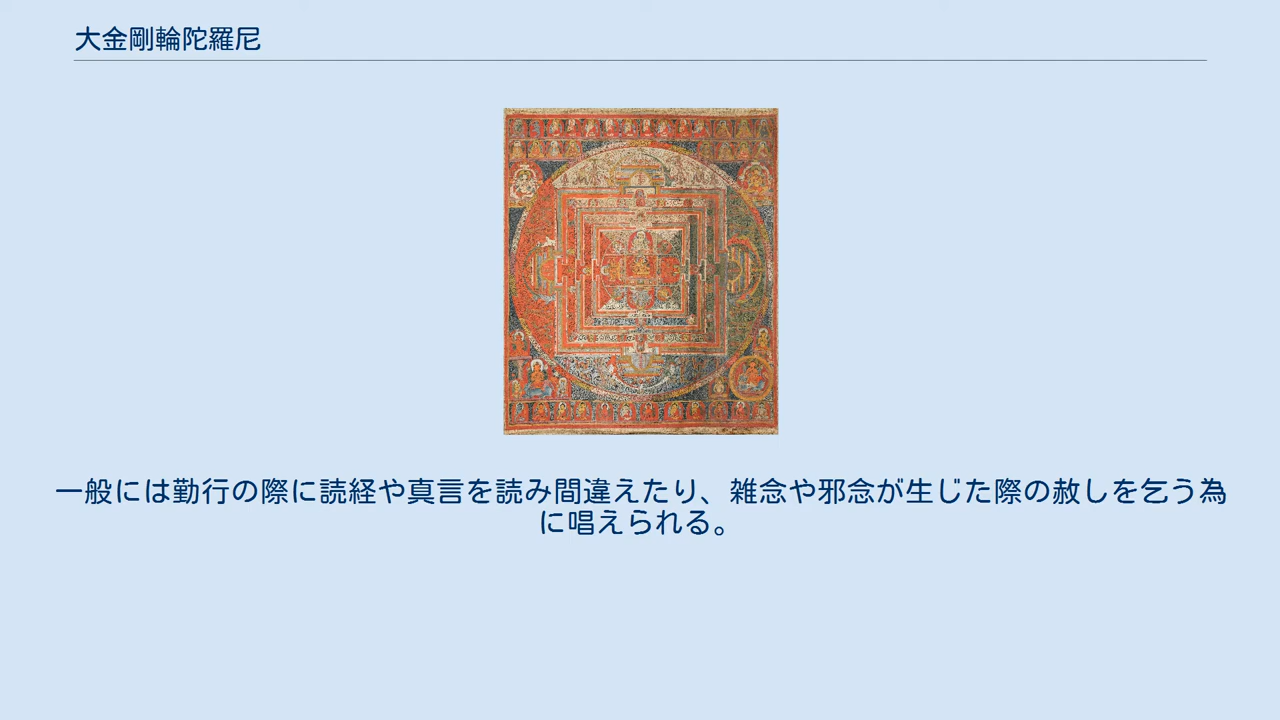 大金剛輪陀羅尼
一般には勤行の際に読経や真言を読み間違えたり、雑念や邪念が生じた際の赦しを乞う為
に唱えられる。